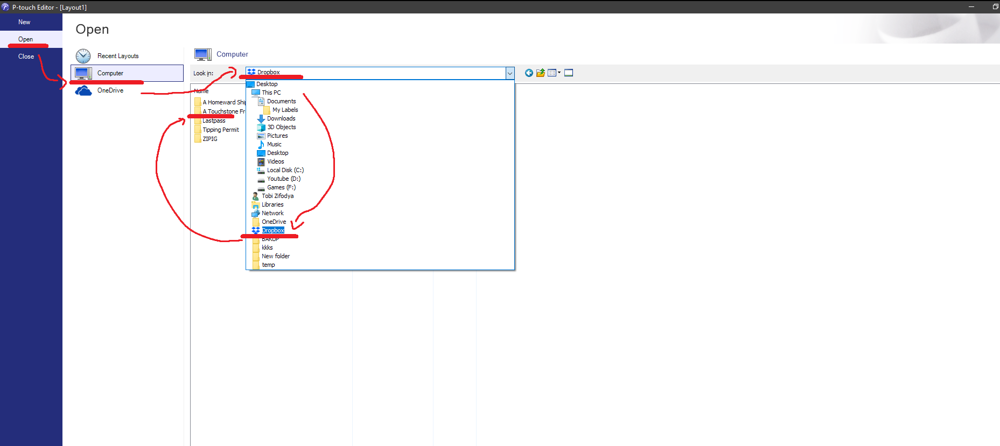 P-touch Editor - [Layout1]
New
Open
Close
Open
Recent Layouts
Computer
OneDrive
Computer
Look in:
Dropbox
Name
A Homeward Ship
A Touchstone Fr
Lastpass
Tipping Permit
ZIPIG
Desktop
This PC
Documents
My Labels
Downloads
3D Objects
Pictures
Music
Desktop
Videos
Local Disk (C:)
Youtube (D:)
Games (F:)
Tobi Zifodya
Libraries
Network
OneDrive
Dropbox
BAKUP
kkks
New folder
temp